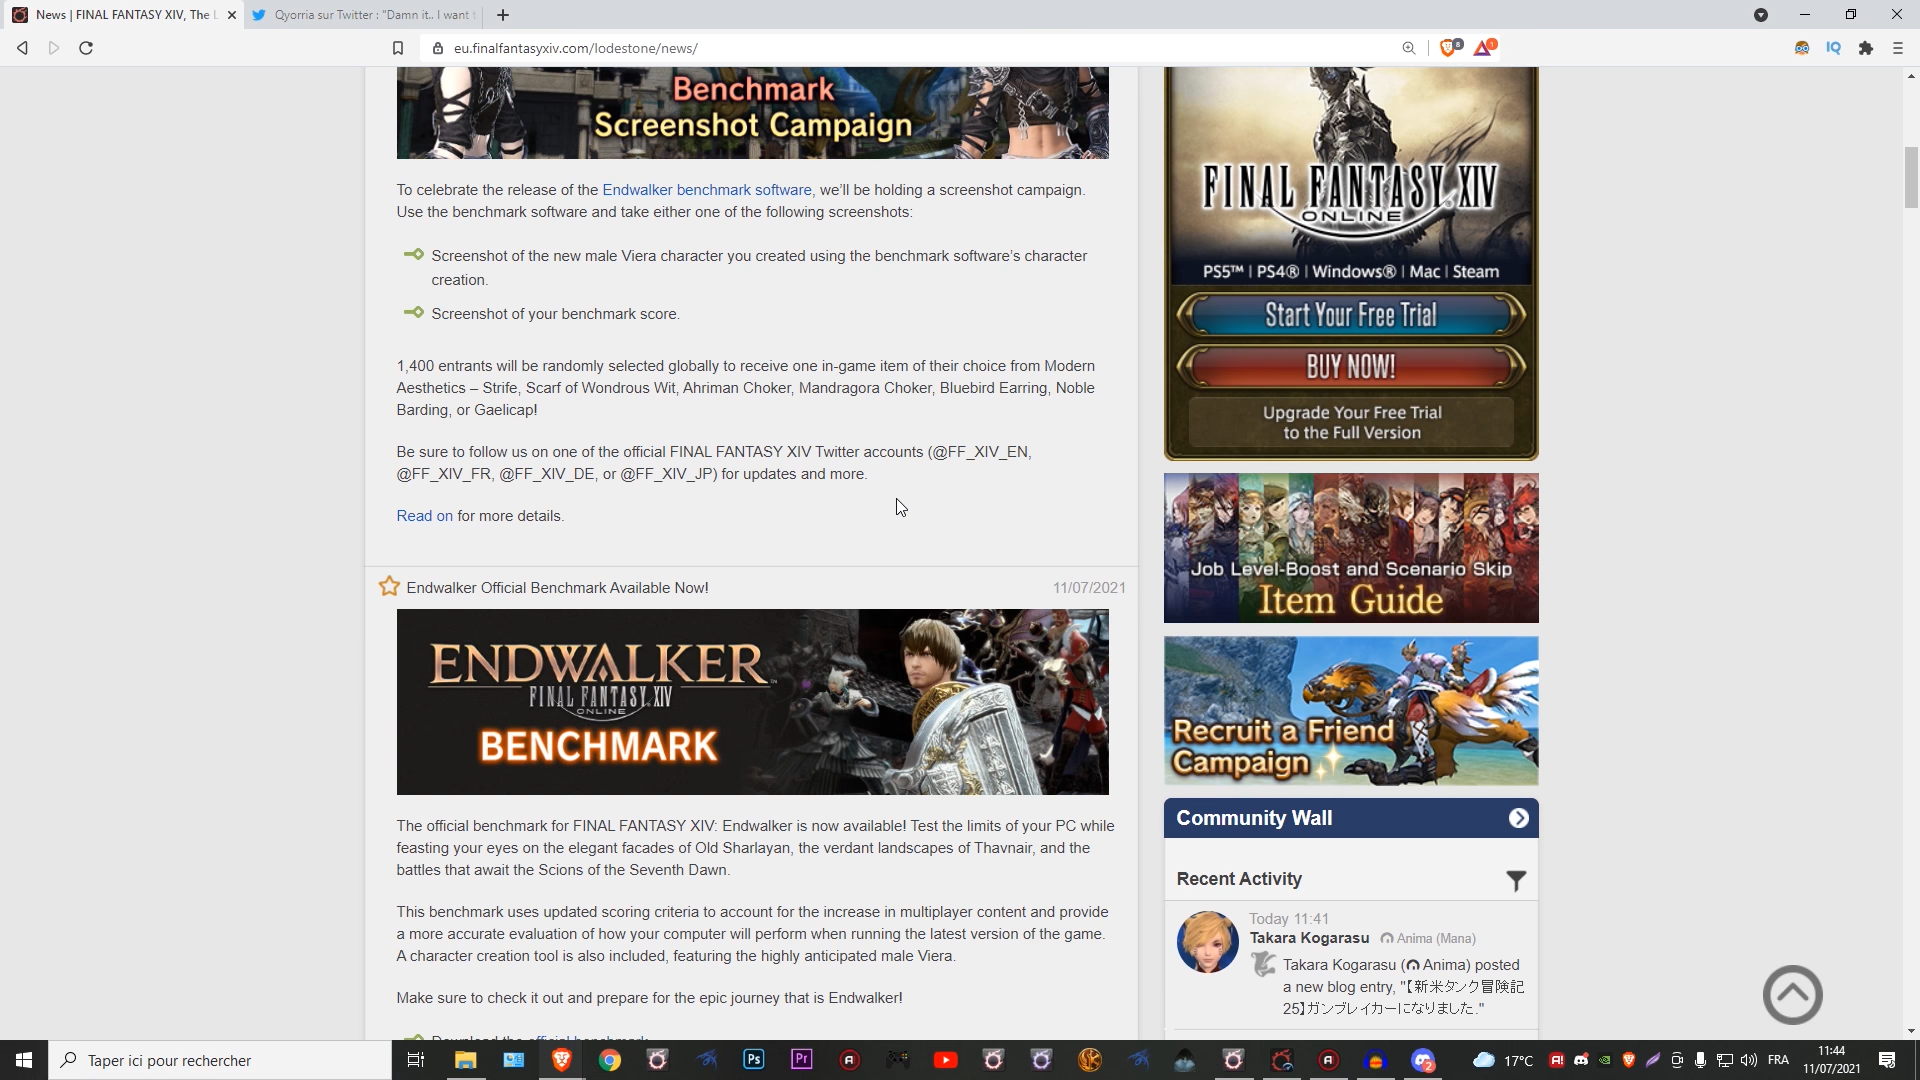 News | FINAL FANTASY XIV, The L
Qyorria sur Twitter : "Damn it.. I want t
eu.finalfantasyxiv.com/lodestone/news/
8
1
IQ
Benchmark
Screenshot Campaign
To celebrate the release of the Endwalker benchmark software, we'll be holding a screenshot campaign.
Use the benchmark software and take either one of the following screenshots:
Screenshot of the new male Viera character you created using the benchmark software's character
creation.
Screenshot of your benchmark score.
1,400 entrants will be randomly selected globally to receive one in-game item of their choice from Modern
Aesthetics – Strife, Scarf of Wondrous Wit, Ahriman Choker, Mandragora Choker, Bluebird Earring, Noble
Barding, or Gaelicap!
Be sure to follow us on one of the official FINAL FANTASY XIV Twitter accounts (@FF_XIV_EN,
@FF_XIV_FR, @FF_XIV_DE, or @FF_XIV_JP) for updates and more.
Read on for more details.
Endwalker Official Benchmark Available Now!
11/07/2021
ENDWALKER
FINAL FANTASY XIV
ONLINE
BENCHMARK
The official benchmark for FINAL FANTASY XIV: Endwalker is now available! Test the limits of your PC while
feasting your eyes on the elegant facades of Old Sharlayan, the verdant landscapes of Thavnair, and the
battles that await the Scions of the Seventh Dawn.
This benchmark uses updated scoring criteria to account for the increase in multiplayer content and provide
a more accurate evaluation of how your computer will perform when running the latest version of the game.
A character creation tool is also included, featuring the highly anticipated male Viera.
Make sure to check it out and prepare for the epic journey that is Endwalker!
Download the official benchmark
FINAL FANTASY XIV
ONLINE
PS5™ | PS4® | Windows® | Mac | Steam
Start Your Free Trial
BUY NOW!
Upgrade Your Free Trial
to the Full Version
Job Level-Boost and Scenario Skip
Item Guide
Recruit a Friend
Campaign
Community Wall
Recent Activity
Today 11:41
Takara Kogarasu Anima (Mana)
Takara Kogarasu (Anima) posted
a new blog entry, "【新米タンク冒険記
25】ガンブレイカーになりました."
Taper ici pour rechercher
Ps
Pr
2
17°C
FRA
11:44
11/07/2021